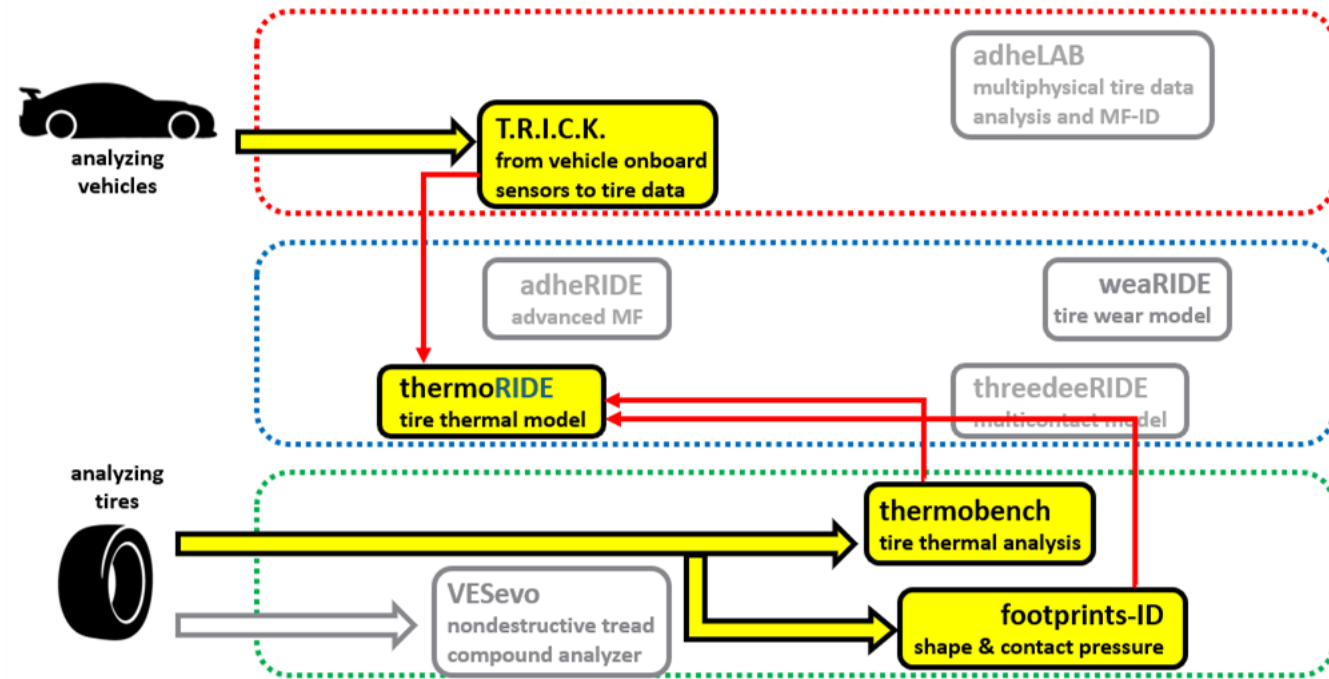 adheLAB
multiphysical tire data
analysis and MF-ID
analyzing
vehicles
T.R.I.C.K.
from vehicle onboard
sensors to tire data
adheRIDE
advanced MF
weaRIDE
tire wear model
thermoRIDE
tire thermal model
threedeeRIDE
multicontact model
analyzing
tires
thermobench
tire thermal analysis
VESevo
nondestructive tread
compound analyzer
footprints-ID
shape & contact pressure